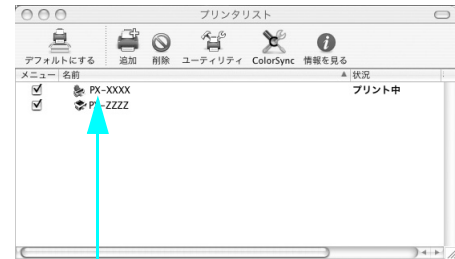 プリンタリスト
デフォルトにする 追加 削除 ユーティリティ ColorSync 情報を見る
メニュー 名前 状況
PX-XXXX プリント中
PX-ZZZZ